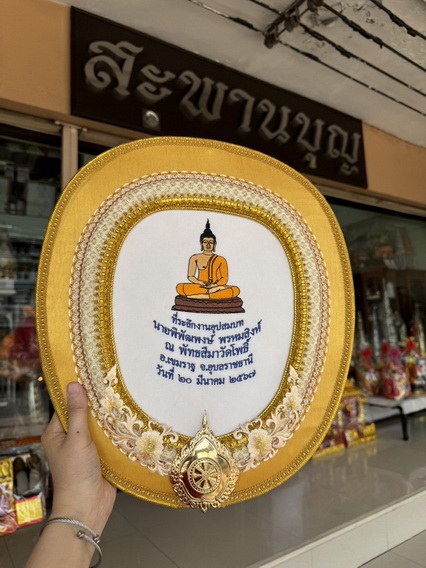 สะพานบุญ
ที่ระลึกงานอุปสมบท
นายพิพัฒพงษ์ พรหมสิงห์
ณ พัทธสีมาวัดโพธิ์
อ.เขมราฐ จ.อุบลราชธานี
วันที่ ๒๐ มีนาคม ๒๕๖๗